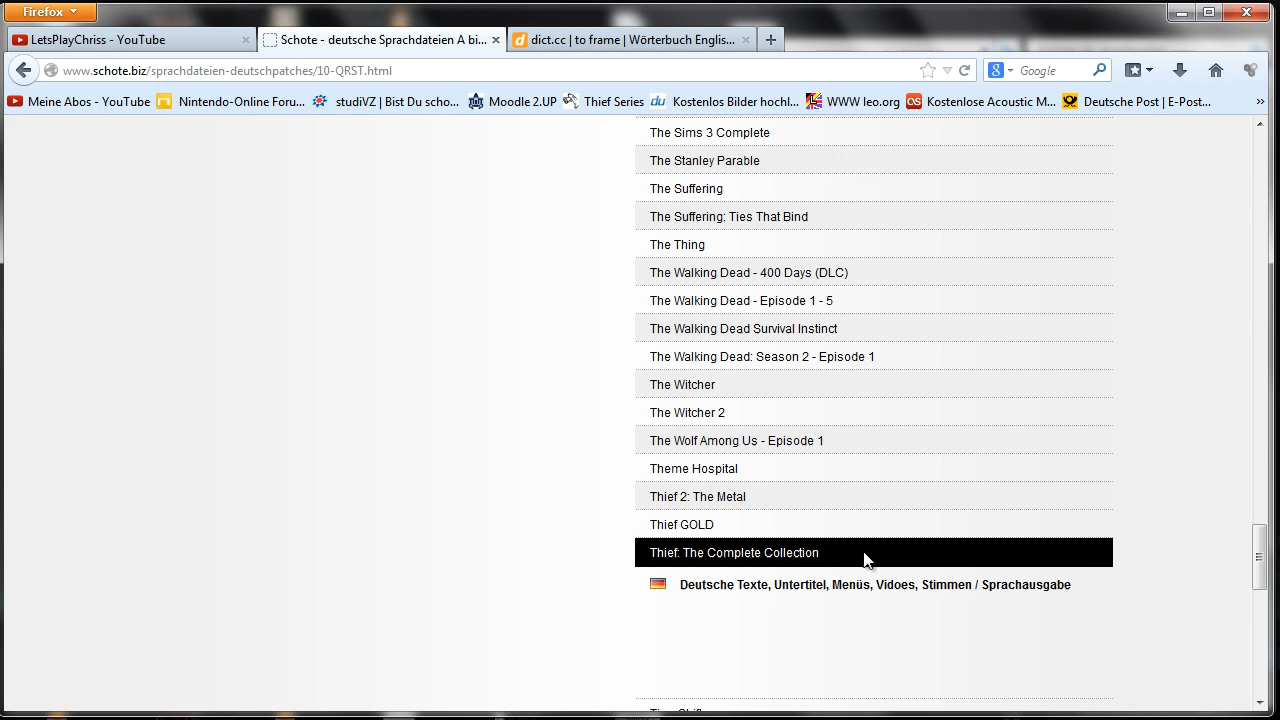 Firefox
LetsPlayChriss - YouTube
Schote - deutsche Sprachdateien A bi...
dict.cc | to frame | Wörterbuch Englis...
www.schote.biz/sprachdateien-deutschpatches/10-QRST.html
Google
Meine Abos - YouTube
Nintendo-Online Foru...
studiVZ | Bist Du scho...
Moodle 2.UP
Thief Series
Kostenlos Bilder hochl...
WWW leo.org
Kostenlose Acoustic M...
Deutsche Post | E-Post...
The Sims 3 Complete
The Stanley Parable
The Suffering
The Suffering: Ties That Bind
The Thing
The Walking Dead - 400 Days (DLC)
The Walking Dead - Episode 1 - 5
The Walking Dead Survival Instinct
The Walking Dead: Season 2 - Episode 1
The Witcher
The Witcher 2
The Wolf Among Us - Episode 1
Theme Hospital
Thief 2: The Metal
Thief GOLD
Thief: The Complete Collection
Deutsche Texte, Untertitel, Menüs, Vidoes, Stimmen / Sprachausgabe